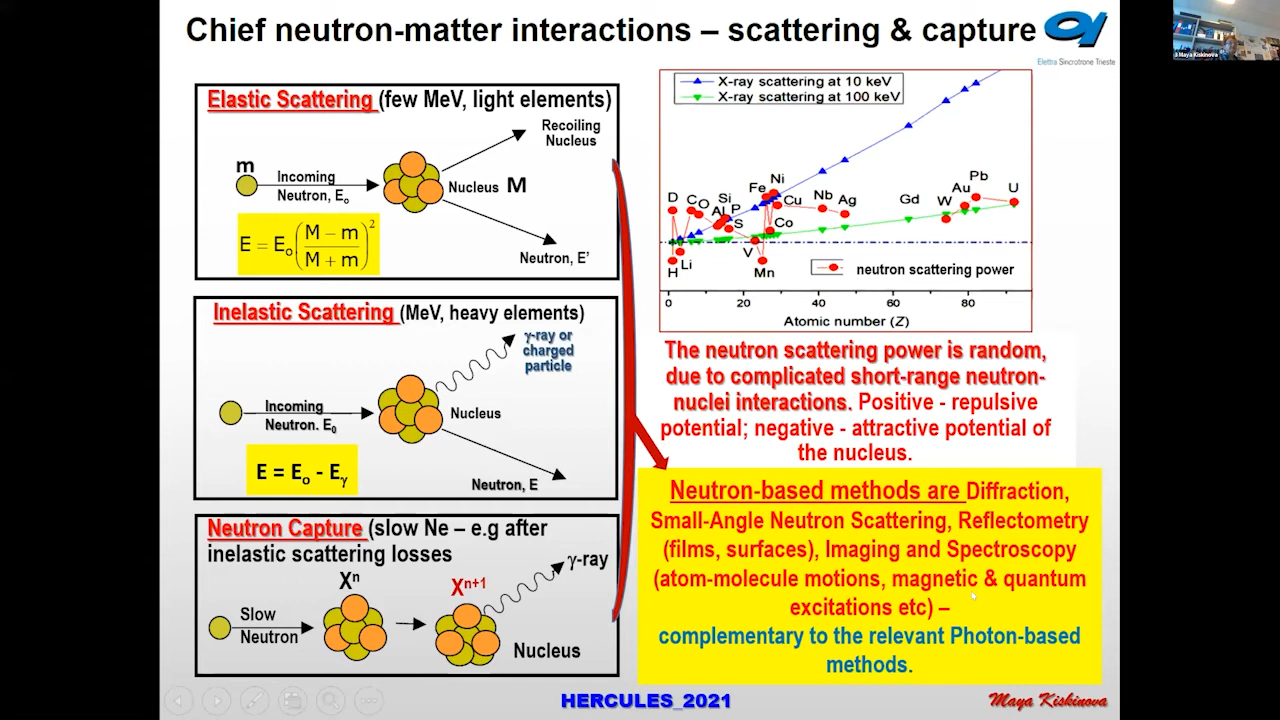 Chief neutron-matter interactions – scattering & capture
Elettra Sincrotrone Trieste
Maya Kiskinova
Elastic Scattering (few MeV, light elements)
m
Incoming
Neutron, Eo
Nucleus M
Recoiling
Nucleus
Neutron, E'
E = Eo (M – m / M + m)²
Inelastic Scattering (MeV, heavy elements)
γ-ray or
charged
particle
Incoming
Neutron. E0
Nucleus
Neutron, E
E = Eo - Eγ
Neutron Capture (slow Ne – e.g after
inelastic scattering losses
Slow
Neutron
Xⁿ
Xⁿ⁺¹
γ-ray
Nucleus
X-ray scattering at 10 keV
X-ray scattering at 100 keV
D
H
Li
C
O
Al
Si
P
S
V
Mn
Fe
Ni
Co
Cu
Nb
Ag
Gd
W
Au
Pb
U
neutron scattering power
0 20 40 60 80
Atomic number (Z)
The neutron scattering power is random,
due to complicated short-range neutron-
nuclei interactions. Positive - repulsive
potential; negative - attractive potential of
the nucleus.
Neutron-based methods are Diffraction,
Small-Angle Neutron Scattering, Reflectometry
(films, surfaces), Imaging and Spectroscopy
(atom-molecule motions, magnetic & quantum
excitations etc) –
complementary to the relevant Photon-based
methods.
HERCULES_2021
Maya Kiskinova